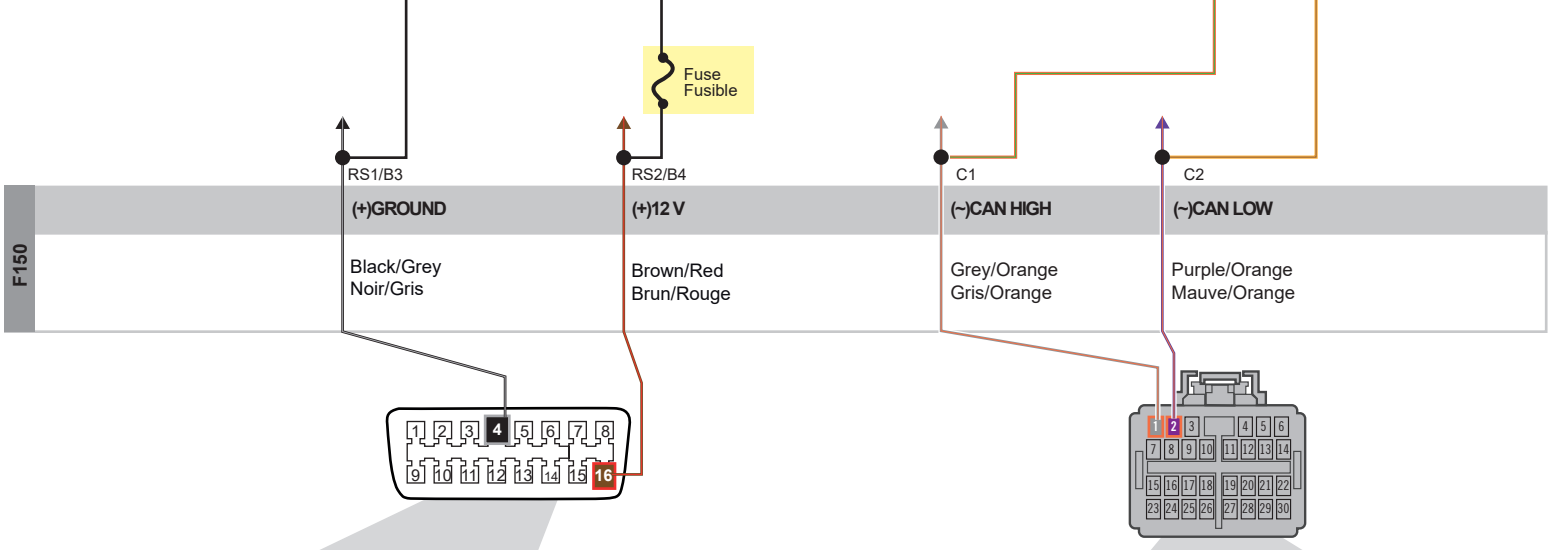 Fuse
Fusible
RS1/B3
RS2/B4
C1
C2
(+)GROUND
(+)12 V
(~)CAN HIGH
(~)CAN LOW
F150
Black/Grey
Noir/Gris
Brown/Red
Brun/Rouge
Grey/Orange
Gris/Orange
Purple/Orange
Mauve/Orange
1 2 3 4 5 6 7 8
9 10 11 12 13 14 15 16
1 2 3 4 5 6
7 8 9 10 11 12 13 14
15 16 17 18 19 20 21 22
23 24 25 26 27 28 29 30